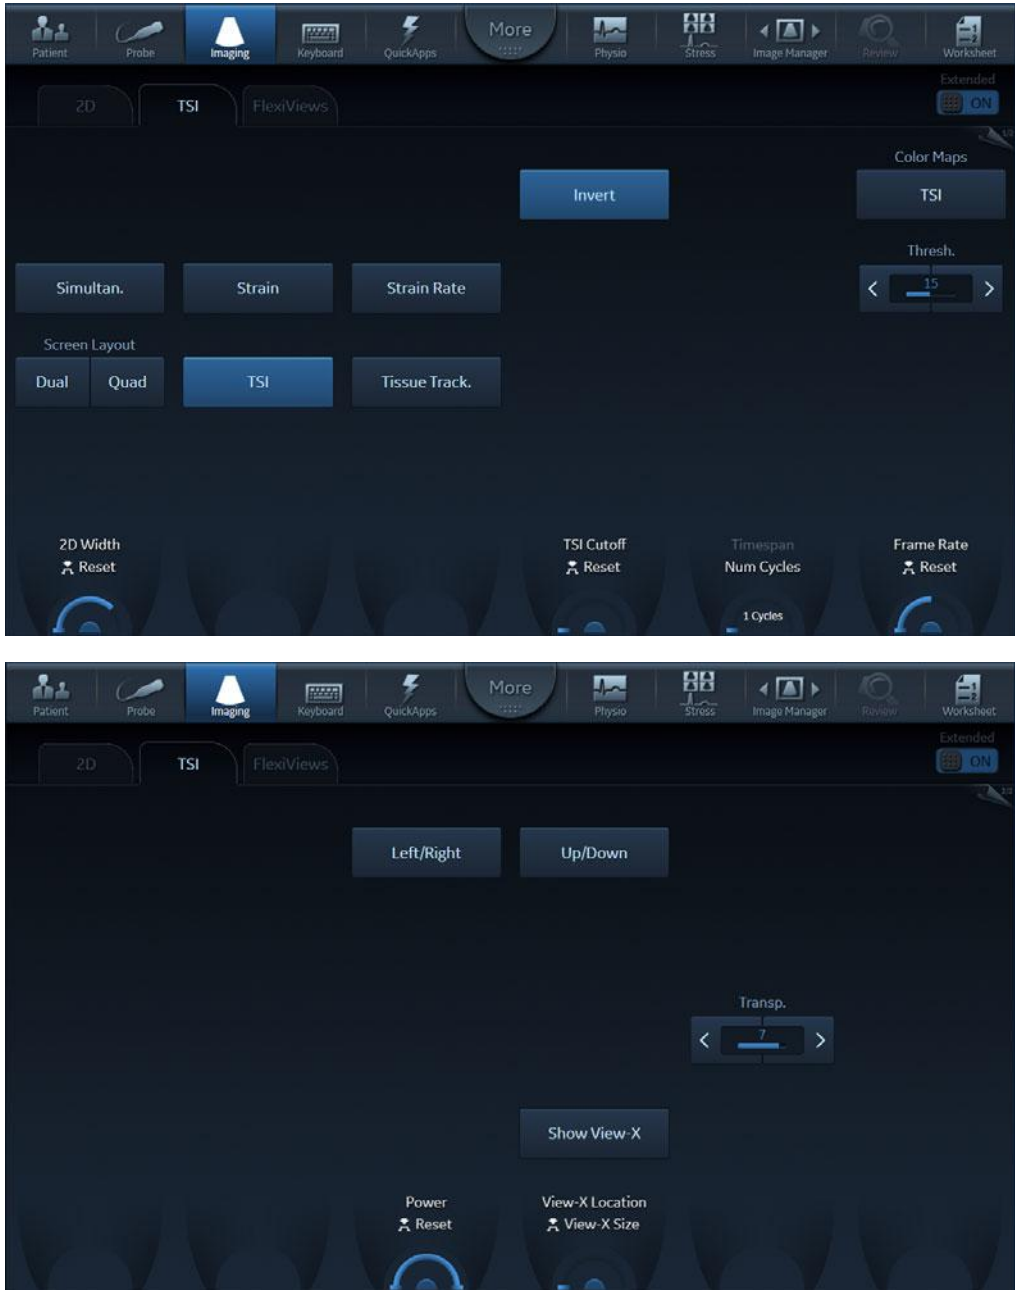 Patient Probe Imaging Keyboard QuickApps More Physio Stress Image Manager Review Worksheet
Extended
2D TSI FlexiViews ON
1/2
Color Maps
Invert TSI
Thresh.
Simultan. Strain Strain Rate 15
Screen Layout
Dual Quad TSI Tissue Track.
2D Width TSI Cutoff Timespan Frame Rate
Reset Reset Num Cycles Reset
1 Cycles
Patient Probe Imaging Keyboard QuickApps More Physio Stress Image Manager Review Worksheet
Extended
2D TSI FlexiViews ON
Left/Right Up/Down
Transp.
7
Show View-X
Power View-X Location
Reset View-X Size